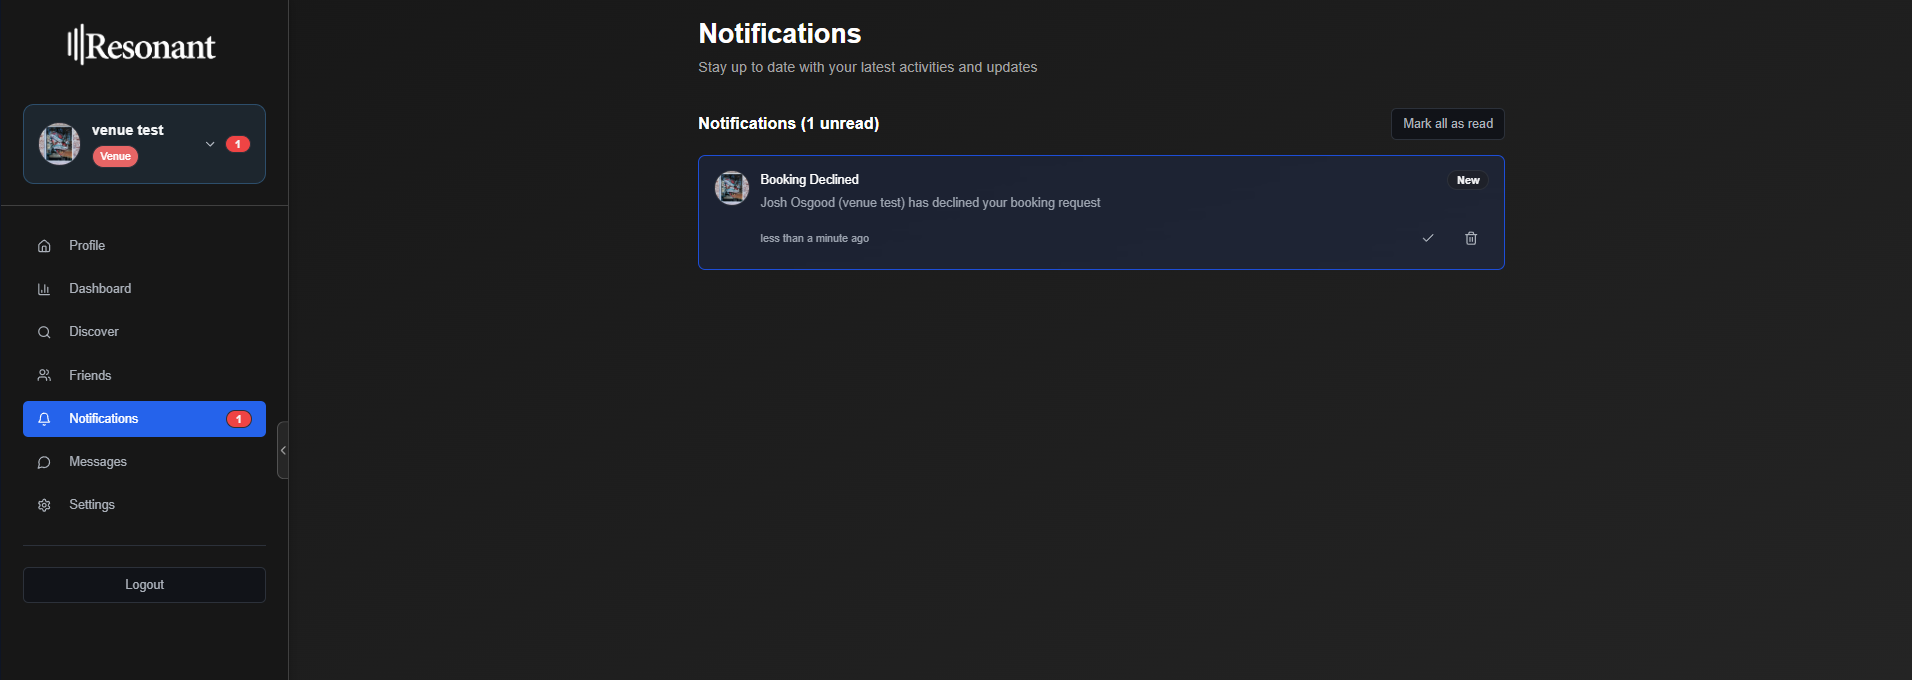 Resonant
venue test
Venue
1
Profile
Dashboard
Discover
Friends
Notifications
1
Messages
Settings
Logout
Notifications
Stay up to date with your latest activities and updates
Notifications (1 unread)
Mark all as read
Booking Declined
New
Josh Osgood (venue test) has declined your booking request
less than a minute ago